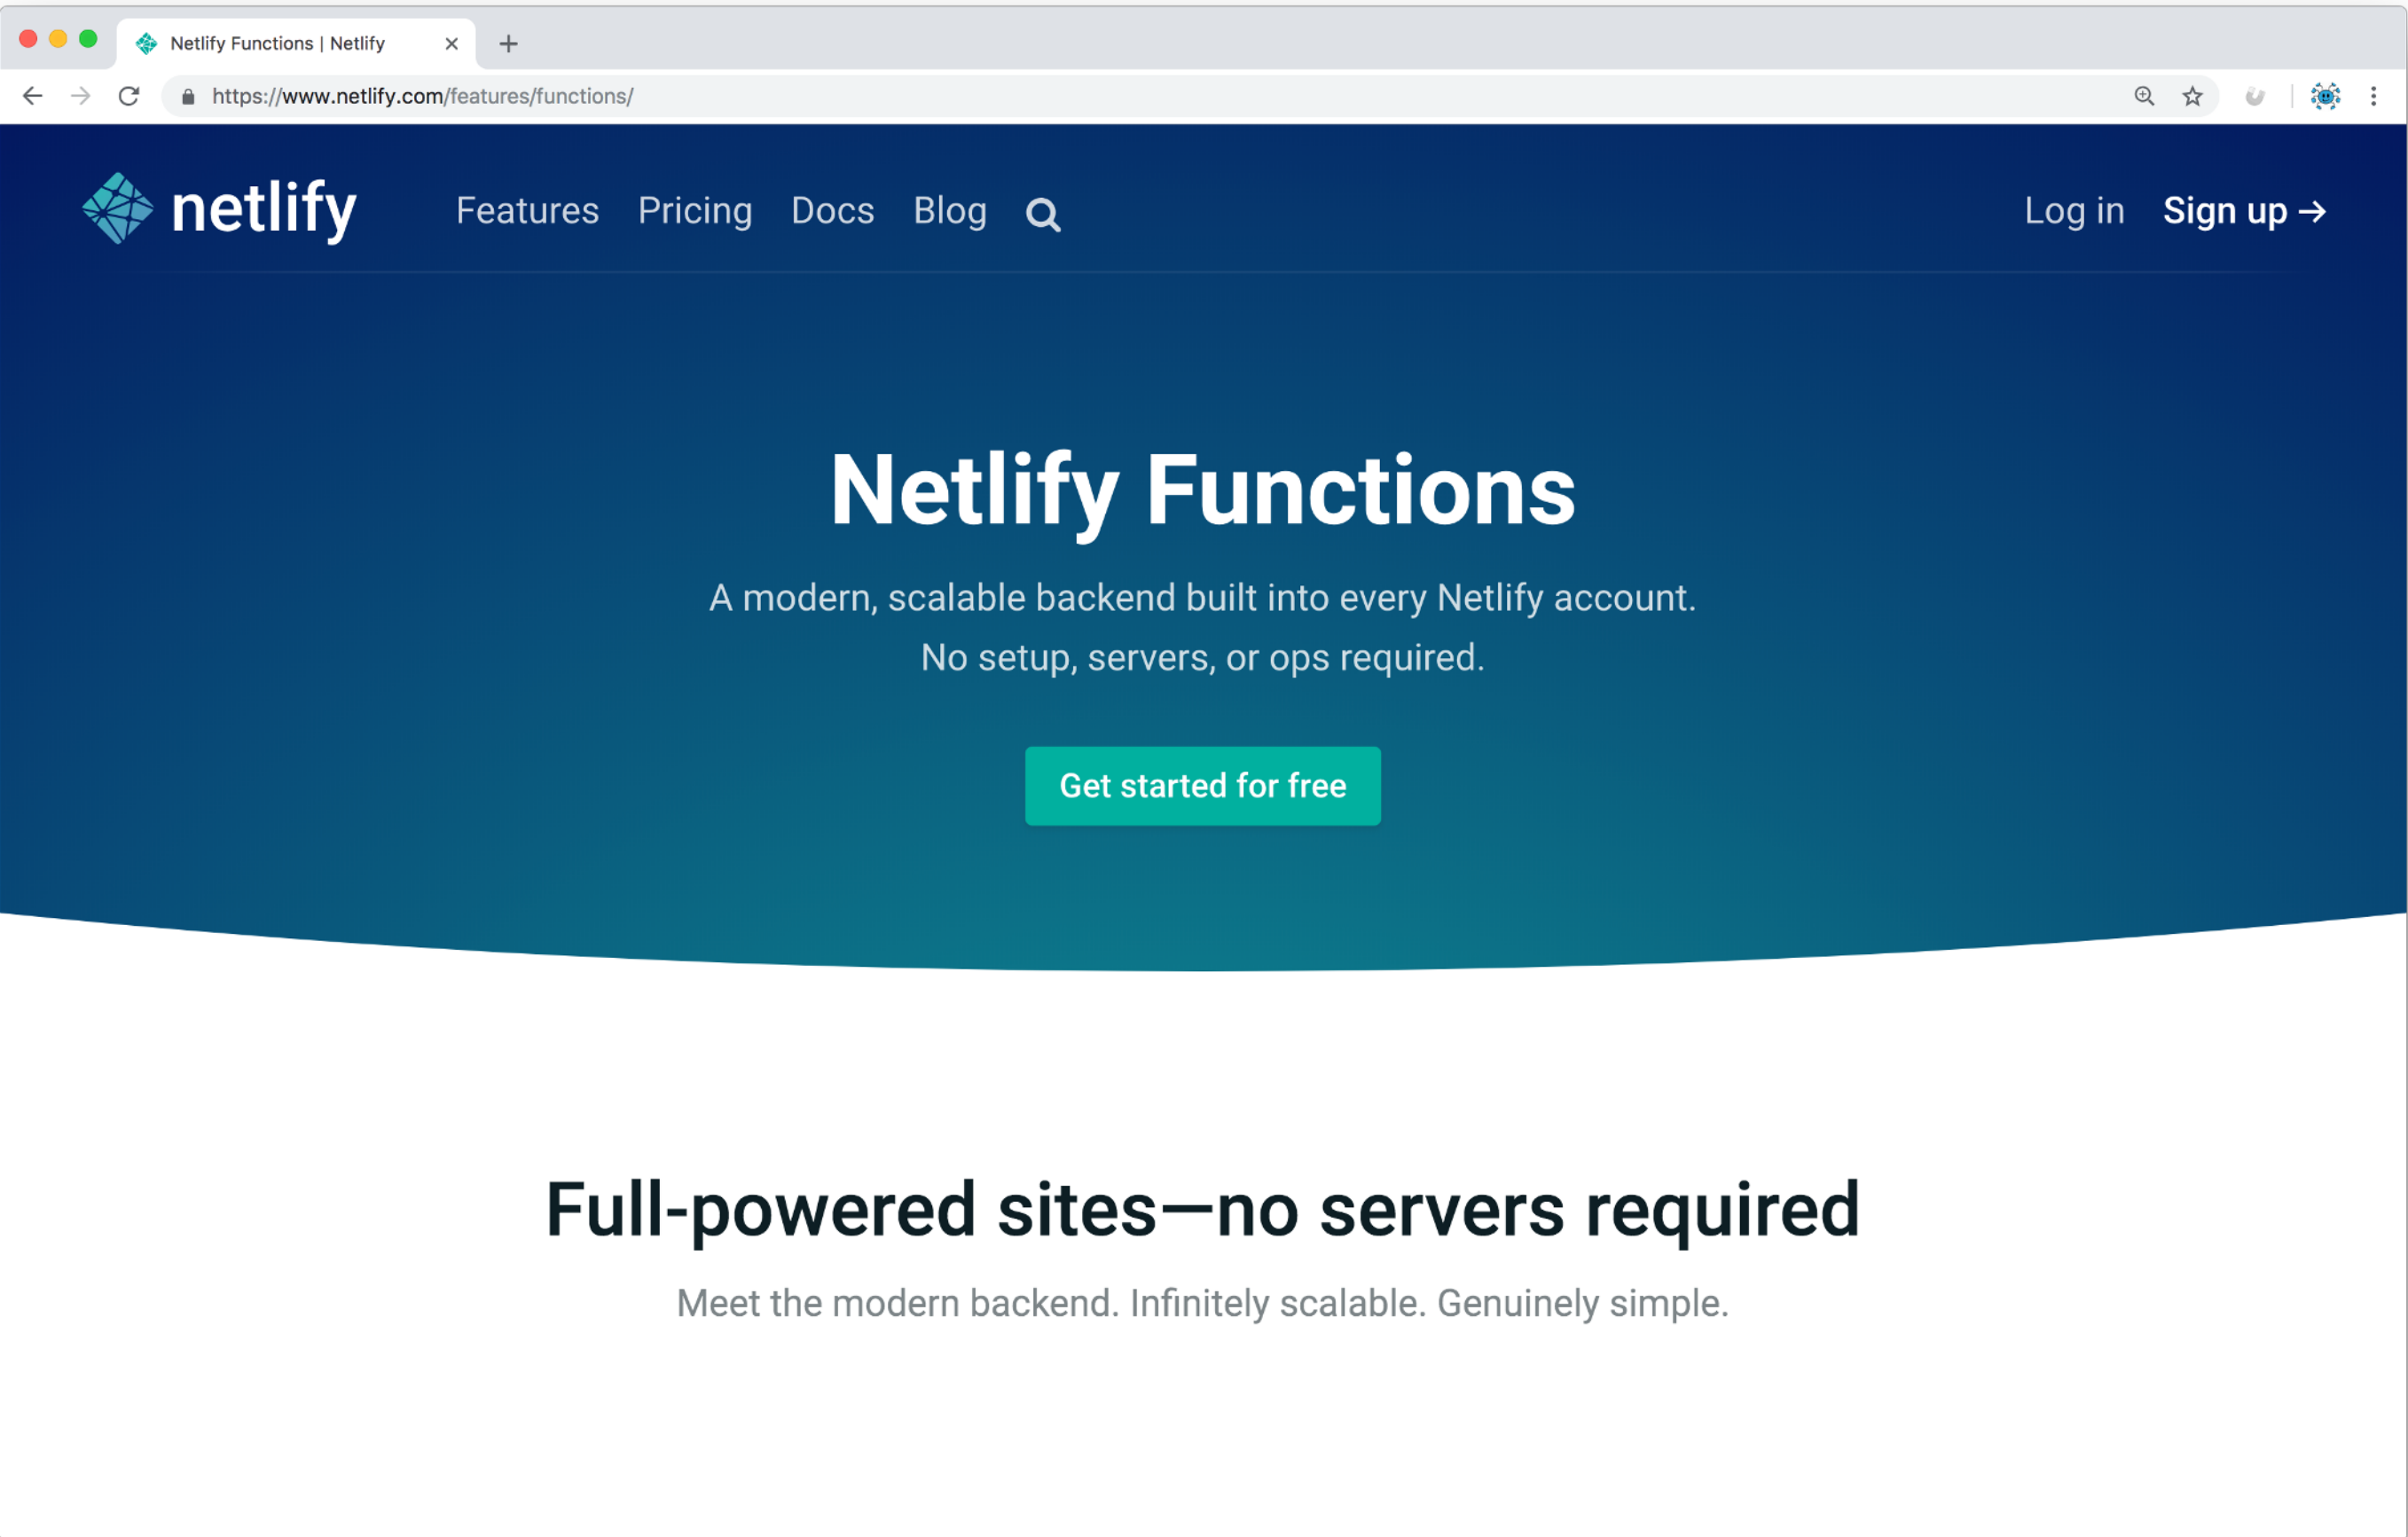 Netlify Functions | Netlify
https://www.netlify.com/features/functions/
netlify Features Pricing Docs Blog Log in Sign up →
Netlify Functions
A modern, scalable backend built into every Netlify account.
No setup, servers, or ops required.
Get started for free
Full-powered sites—no servers required
Meet the modern backend. Infinitely scalable. Genuinely simple.